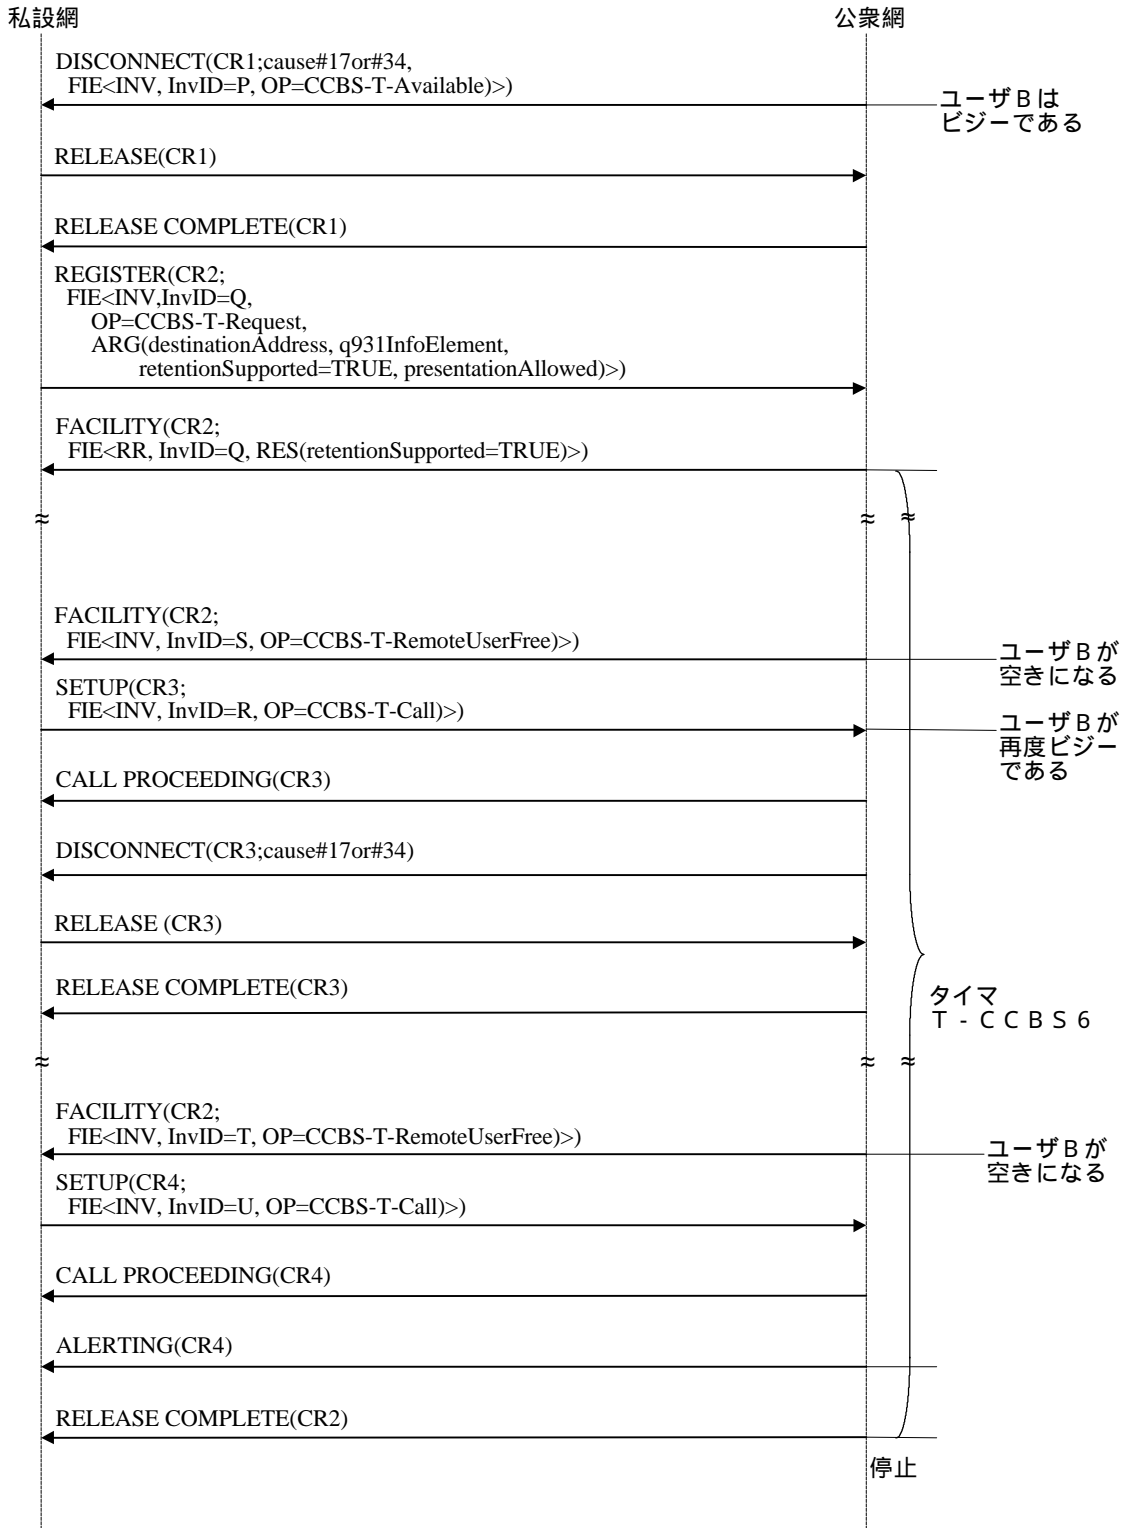 私設網
公衆網
DISCONNECT(CR1;cause#17or#34,
FIE<INV, InvID=P, OP=CCBS-T-Available)>)
ユーザＢは
ビジーである
RELEASE(CR1)
RELEASE COMPLETE(CR1)
REGISTER(CR2;
FIE<INV,InvID=Q,
OP=CCBS-T-Request,
ARG(destinationAddress, q931InfoElement,
retentionSupported=TRUE, presentationAllowed)>)
FACILITY(CR2;
FIE<RR, InvID=Q, RES(retentionSupported=TRUE)>)
≈ ≈ ≈
FACILITY(CR2;
FIE<INV, InvID=S, OP=CCBS-T-RemoteUserFree)>)
ユーザＢが
空きになる
SETUP(CR3;
FIE<INV, InvID=R, OP=CCBS-T-Call)>)
ユーザＢが
再度ビジー
である
CALL PROCEEDING(CR3)
DISCONNECT(CR3;cause#17or#34)
RELEASE (CR3)
RELEASE COMPLETE(CR3)
タイマ
Ｔ‐ＣＣＢＳ６
≈ ≈ ≈
FACILITY(CR2;
FIE<INV, InvID=T, OP=CCBS-T-RemoteUserFree)>)
ユーザＢが
空きになる
SETUP(CR4;
FIE<INV, InvID=U, OP=CCBS-T-Call)>)
CALL PROCEEDING(CR4)
ALERTING(CR4)
RELEASE COMPLETE(CR2)
停止